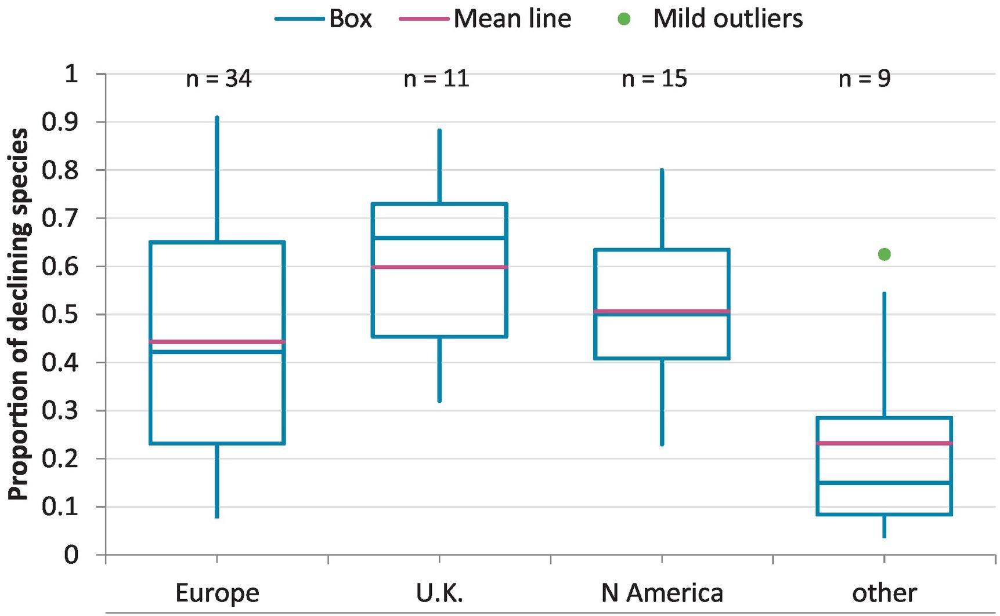 Box Mean line Mild outliers
Proportion of declining species
1
0.9
0.8
0.7
0.6
0.5
0.4
0.3
0.2
0.1
0
n = 34 n = 11 n = 15 n = 9
Europe U.K. N America other